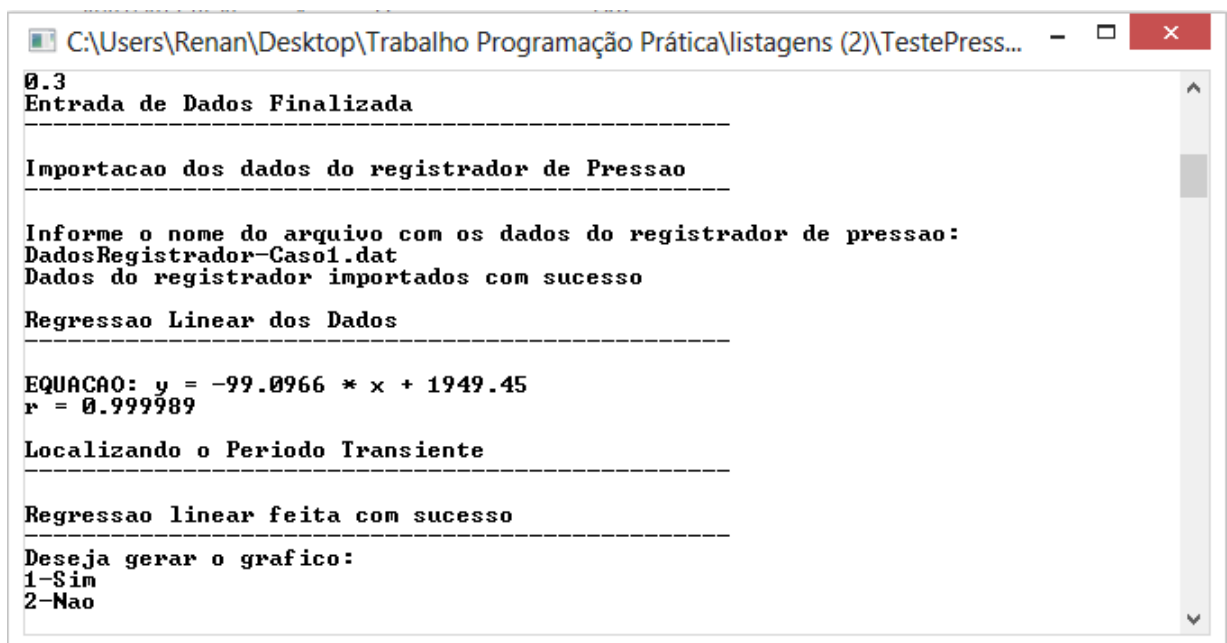 C:\Users\Renan\Desktop\Trabalho Programação Prática\listagens (2)\TestePress...
0.3
Entrada de Dados Finalizada
Importacao dos dados do registrador de Pressao
Informe o nome do arquivo com os dados do registrador de pressao:
DadosRegistrador-Caso1.dat
Dados do registrador importados com sucesso
Regressao Linear dos Dados
EQUACAO: y = -99.0966 * x + 1949.45
r = 0.999989
Localizando o Periodo Transiente
Regressao linear feita com sucesso
Deseja gerar o grafico:
1-Sim
2-Nao